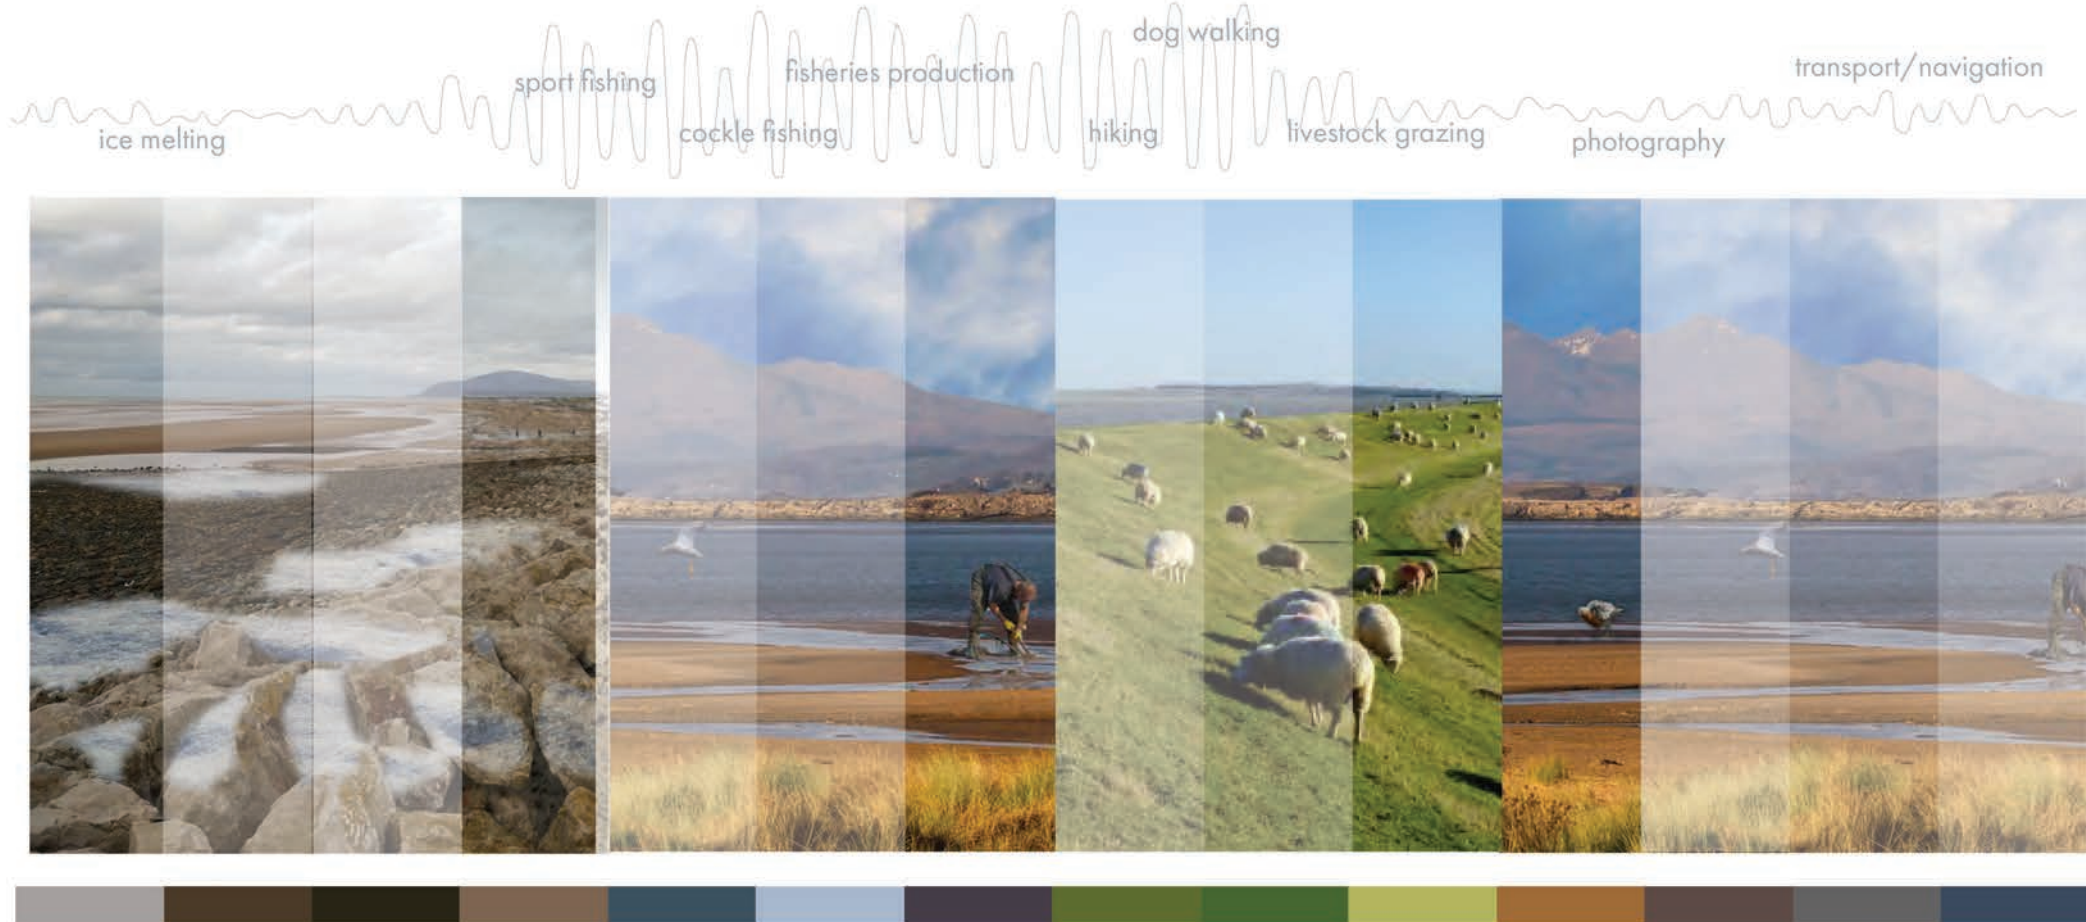 dog walking
transport/navigation
fisheries production
sport fishing
ice melting
cockle fishing
hiking
livestock grazing
photography